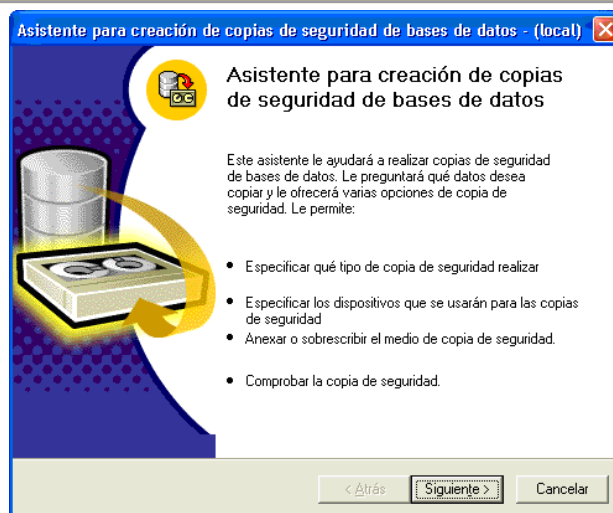 Asistente para creación de copias de seguridad de bases de datos - (local)
Asistente para creación de copias
de seguridad de bases de datos
Este asistente le ayudará a realizar copias de seguridad
de bases de datos. Le preguntará qué datos desea
copiar y le ofrecerá varias opciones de copia de
seguridad. Le permite:
• Especificar qué tipo de copia de seguridad realizar
• Especificar los dispositivos que se usarán para las copias
de seguridad
• Anexar o sobrescribir el medio de copia de seguridad.
• Comprobar la copia de seguridad.
< Atrás Siguiente > Cancelar